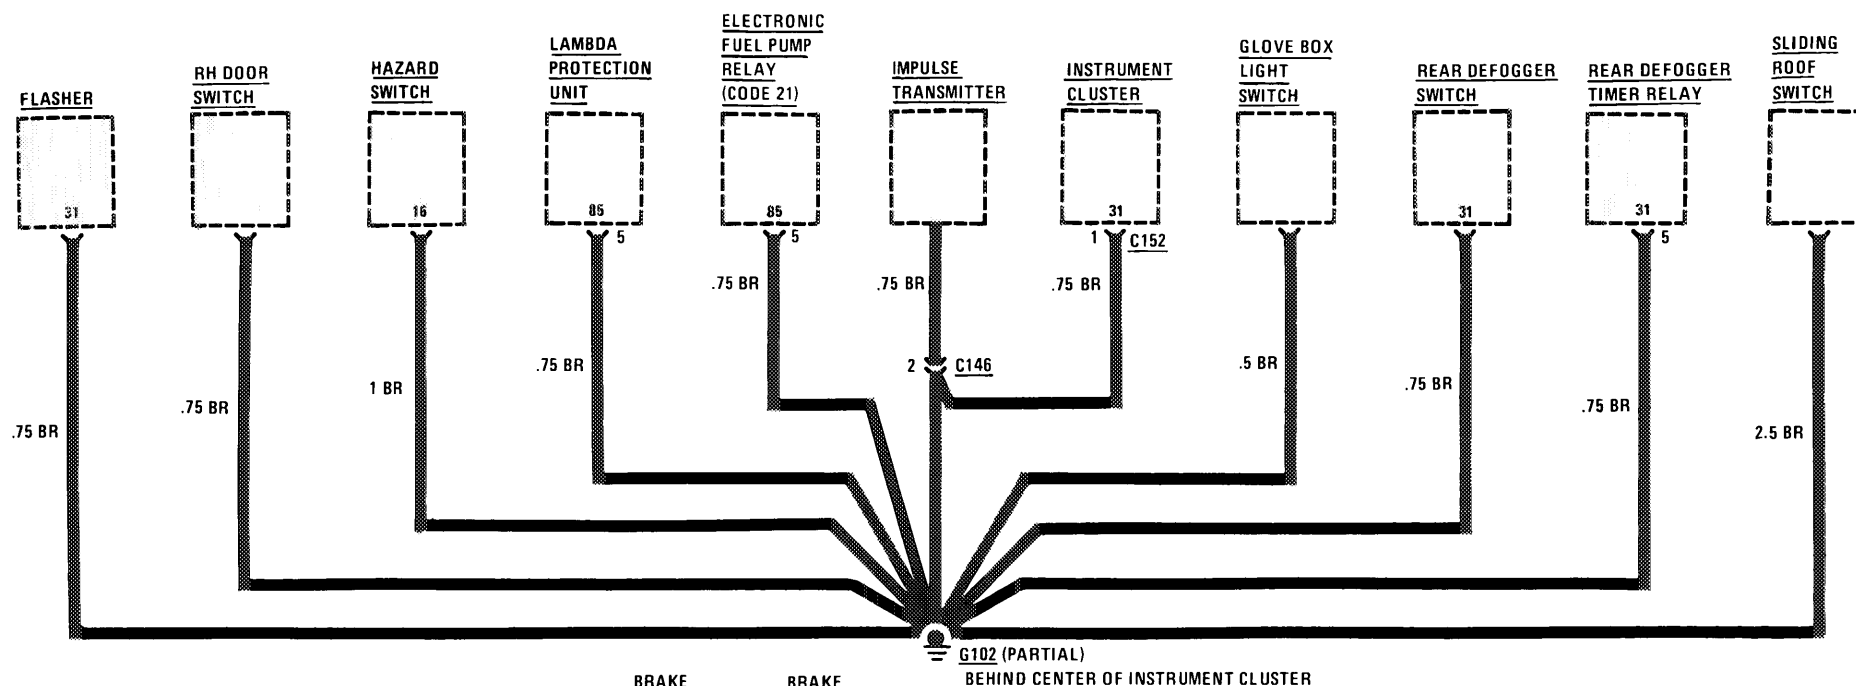 FLASHER
RH DOOR
SWITCH
HAZARD
SWITCH
LAMBDA
PROTECTION
UNIT
ELECTRONIC
FUEL PUMP
RELAY
(CODE 21)
IMPULSE
TRANSMITTER
INSTRUMENT
CLUSTER
GLOVE BOX
LIGHT
SWITCH
REAR DEFOGGER
SWITCH
REAR DEFOGGER
TIMER RELAY
SLIDING
ROOF
SWITCH
31
16
85
85
31
31
31
5
5
1 C152
5
.75 BR
.75 BR
.75 BR
.75 BR
2 C146
.5 BR
1 BR
.75 BR
.75 BR
.75 BR
.75 BR
2.5 BR
G102 (PARTIAL)
BEHIND CENTER OF INSTRUMENT CLUSTER
BRAKE
BRAKE